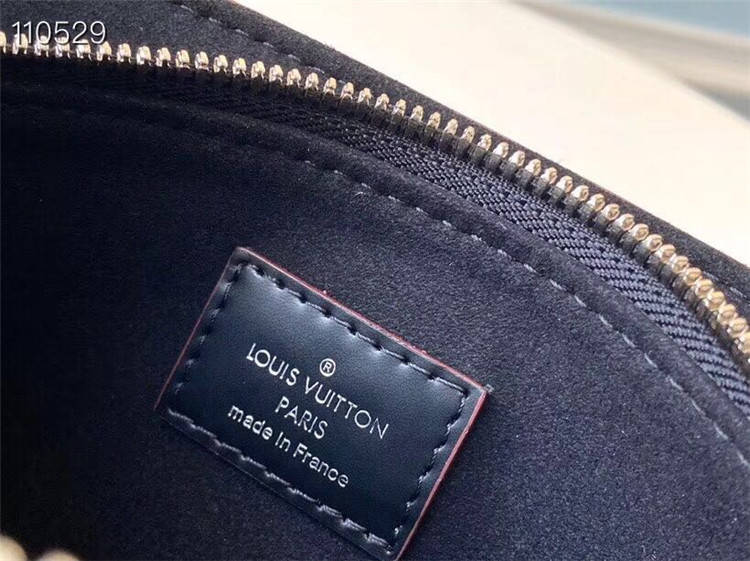 110529
®
LOUIS VUITTON
PARIS
made in France